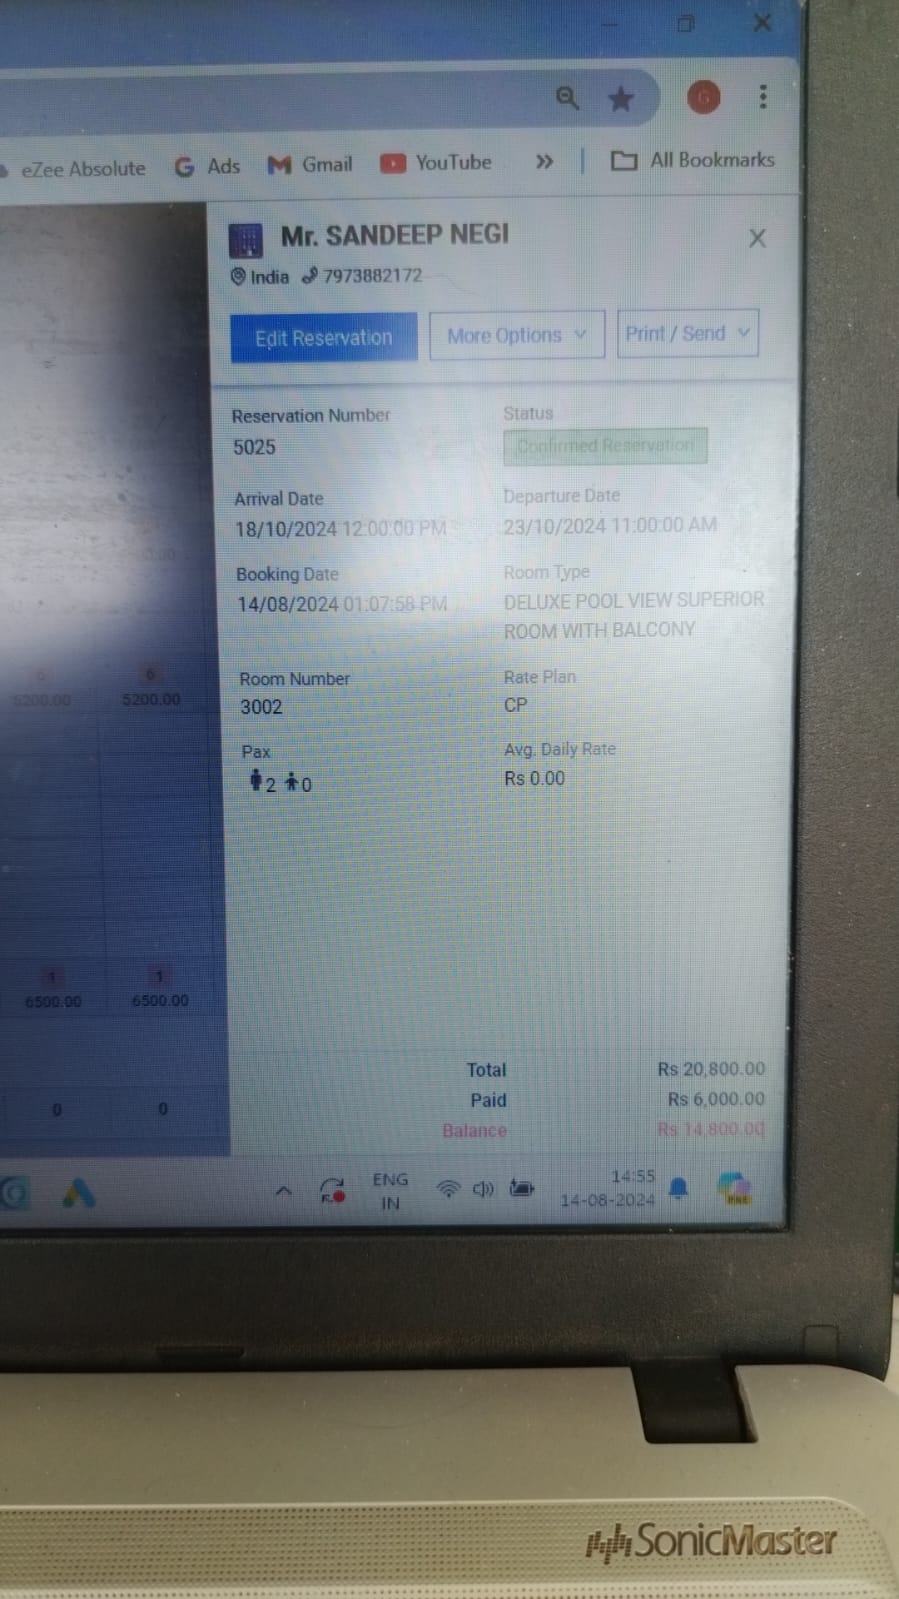 eZee Absolute
Ads
Gmail
YouTube
All Bookmarks
Mr. SANDEEP NEGI
India 7973882172
Edit Reservation
More Options
Print / Send
Reservation Number
Status
5025
Confirmed Reservation
Arrival Date
Departure Date
18/10/2024 12:00:00 PM
23/10/2024 11:00:00 AM
Booking Date
Room Type
14/08/2024 01:07:58 PM
DELUXE POOL VIEW SUPERIOR
ROOM WITH BALCONY
Room Number
Rate Plan
3002
CP
Pax
Avg. Daily Rate
2 0
Rs 0.00
6
5200.00 5200.00
1 1
6500.00 6500.00
0 0
Total Rs 20,800.00
Paid Rs 6,000.00
Balance Rs 14,800.00
ENG
IN
14:55
14-08-2024
SonicMaster